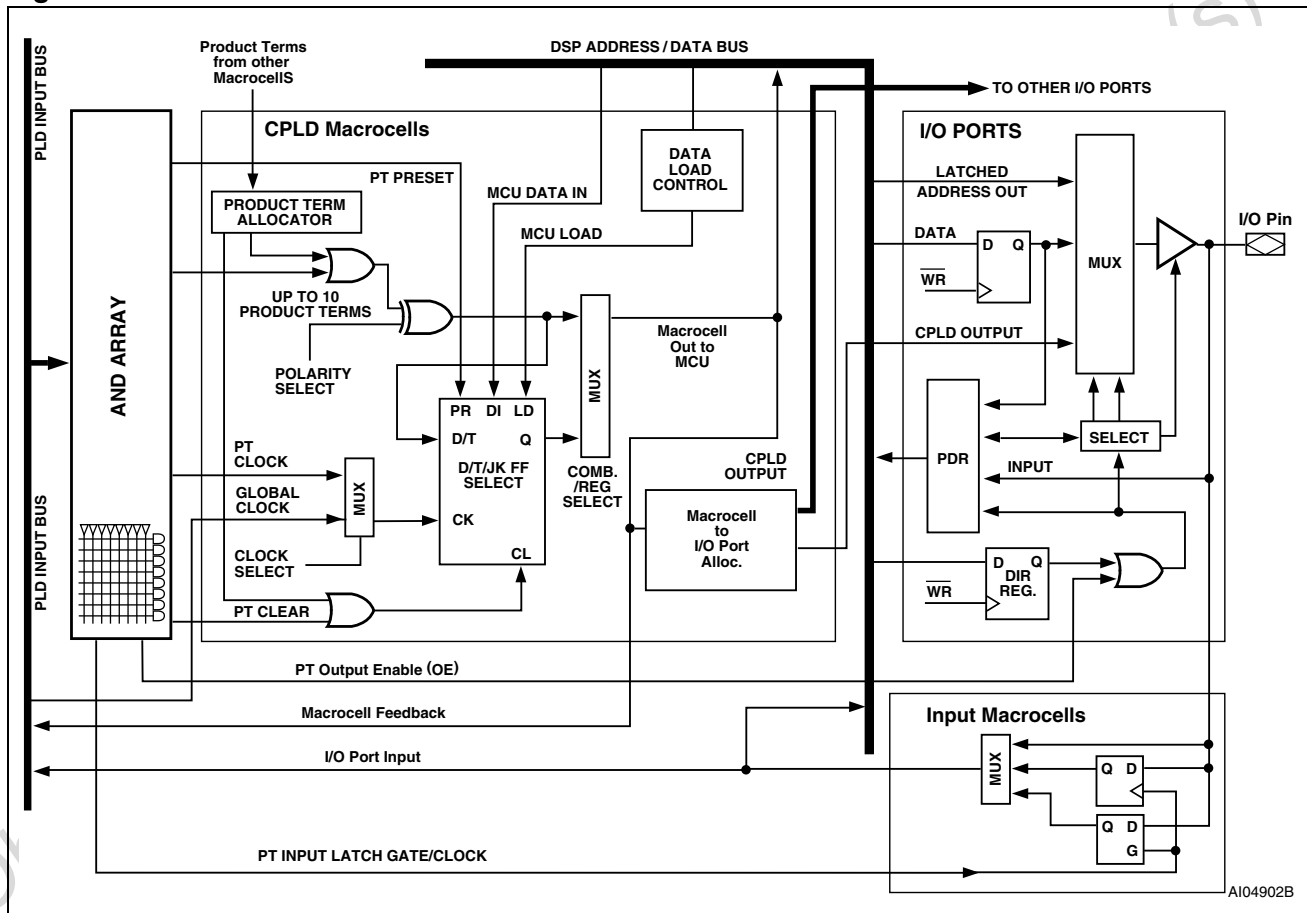 Product Terms
from other
MacrocellS
DSP ADDRESS / DATA BUS
TO OTHER I/O PORTS
PLD INPUT BUS
CPLD Macrocells
I/O PORTS
DATA
LOAD
CONTROL
PT PRESET
MCU DATA IN
LATCHED
ADDRESS OUT
PRODUCT TERM
ALLOCATOR
MCU LOAD
DATA
D Q
WR
MUX
I/O Pin
AND ARRAY
UP TO 10
PRODUCT TERMS
POLARITY
SELECT
MUX
Macrocell
Out to
MCU
CPLD OUTPUT
PR DI LD
D/T Q
D/T/JK FF
SELECT
CK
CL
COMB.
/REG
SELECT
CPLD
OUTPUT
PDR
SELECT
INPUT
PT
CLOCK
GLOBAL
CLOCK
MUX
CLOCK
SELECT
Macrocell
to
I/O Port
Alloc.
PLD INPUT BUS
PT CLEAR
D Q
DIR
REG.
WR
PT Output Enable (OE)
Macrocell Feedback
I/O Port Input
Input Macrocells
MUX
Q D
Q D
G
PT INPUT LATCH GATE/CLOCK
AI04902B